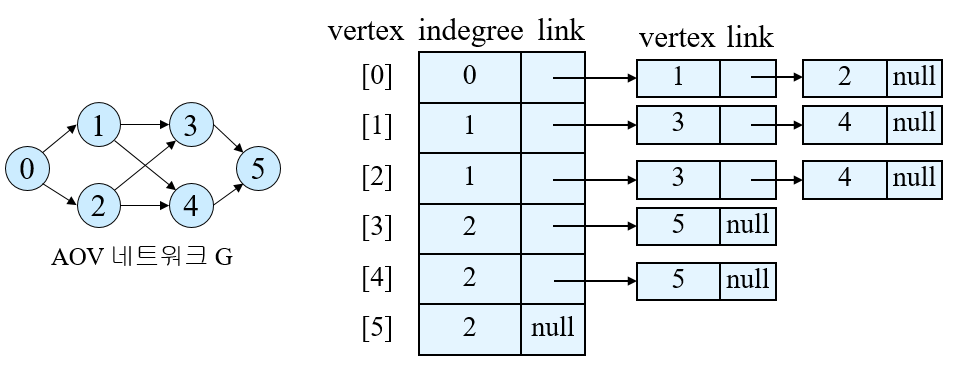 vertex indegree link
vertex link
[0] 0 1 2 null
[1] 1 3 4 null
[2] 1 3 4 null
[3] 2 5 null
[4] 2 5 null
[5] 2 null
1 3
0 5
2 4
AOV 네트워크 G